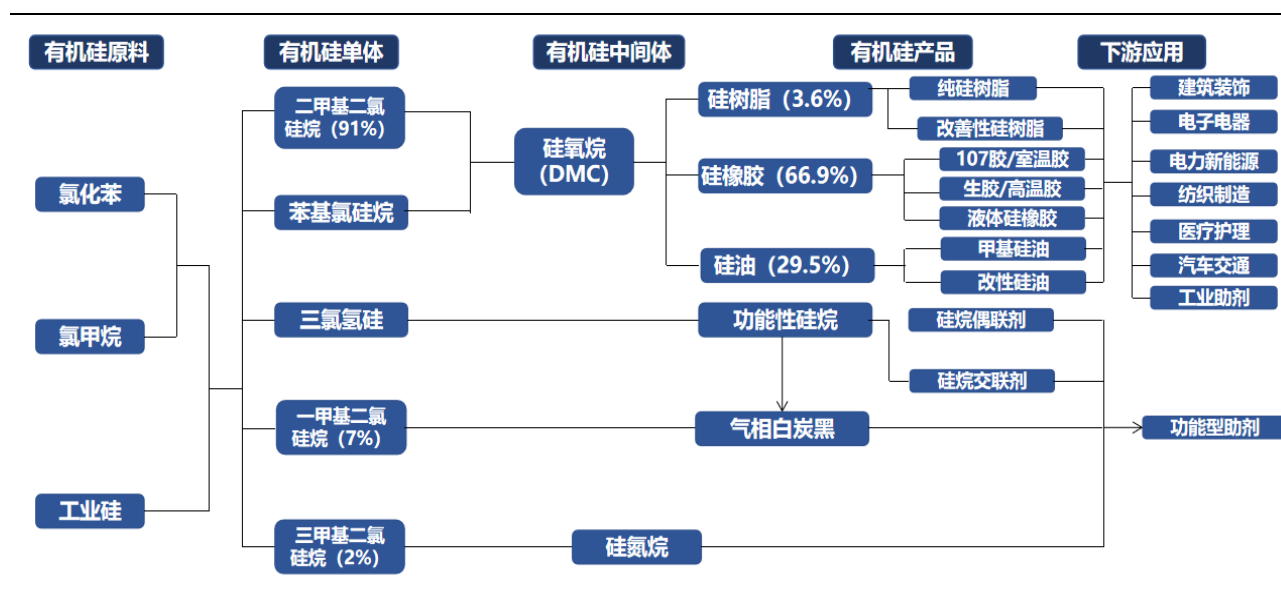 有机硅原料
有机硅单体
有机硅中间体
有机硅产品
下游应用
氯化苯
氯甲烷
工业硅
二甲基二氯
硅烷（91%）
苯基氯硅烷
三氯氢硅
一甲基二氯
硅烷（7%）
三甲基二氯
硅烷（2%）
硅氧烷
(DMC)
硅氮烷
硅树脂（3.6%）
硅橡胶（66.9%）
硅油（29.5%）
功能性硅烷
气相白炭黑
纯硅树脂
改善性硅树脂
107胶/室温胶
生胶/高温胶
液体硅橡胶
甲基硅油
改性硅油
硅烷偶联剂
硅烷交联剂
建筑装饰
电子电器
电力新能源
纺织制造
医疗护理
汽车交通
工业助剂
功能型助剂